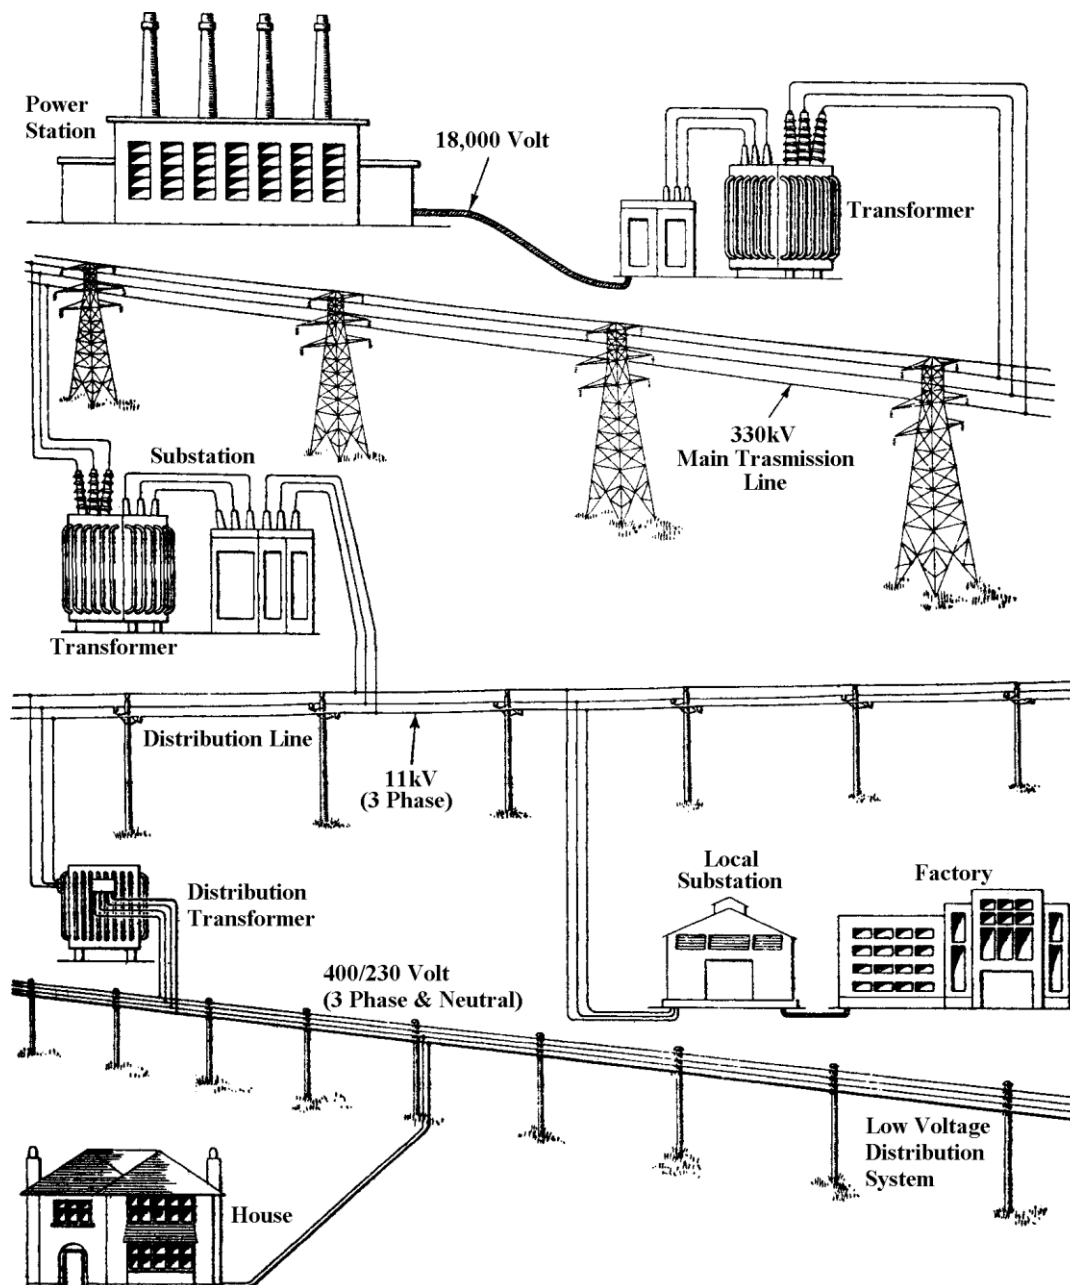 Power
Station
18,000 Volt
Transformer
330kV
Main Trasmission
Line
Substation
Transformer
Distribution Line
11kV
(3 Phase)
Local
Substation
Factory
Distribution
Transformer
400/230 Volt
(3 Phase & Neutral)
Low Voltage
Distribution
System
House